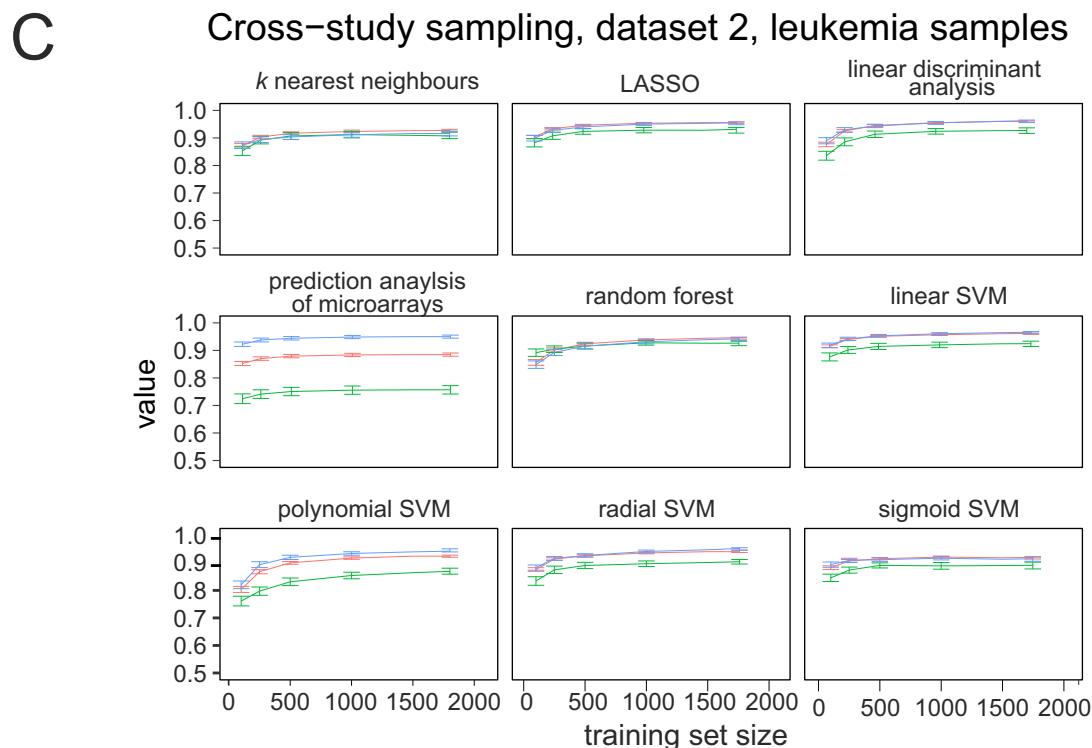 C
Cross−study sampling, dataset 2, leukemia samples
k nearest neighbours
LASSO
linear discriminant
analysis
1.0
0.9
0.8
0.7
0.6
0.5
prediction anaylsis
of microarrays
random forest
linear SVM
1.0
0.9
0.8
0.7
0.6
0.5
value
polynomial SVM
radial SVM
sigmoid SVM
1.0
0.9
0.8
0.7
0.6
0.5
0 500 1000 1500 2000
0 500 1000 1500 2000
0 500 1000 1500 2000
training set size